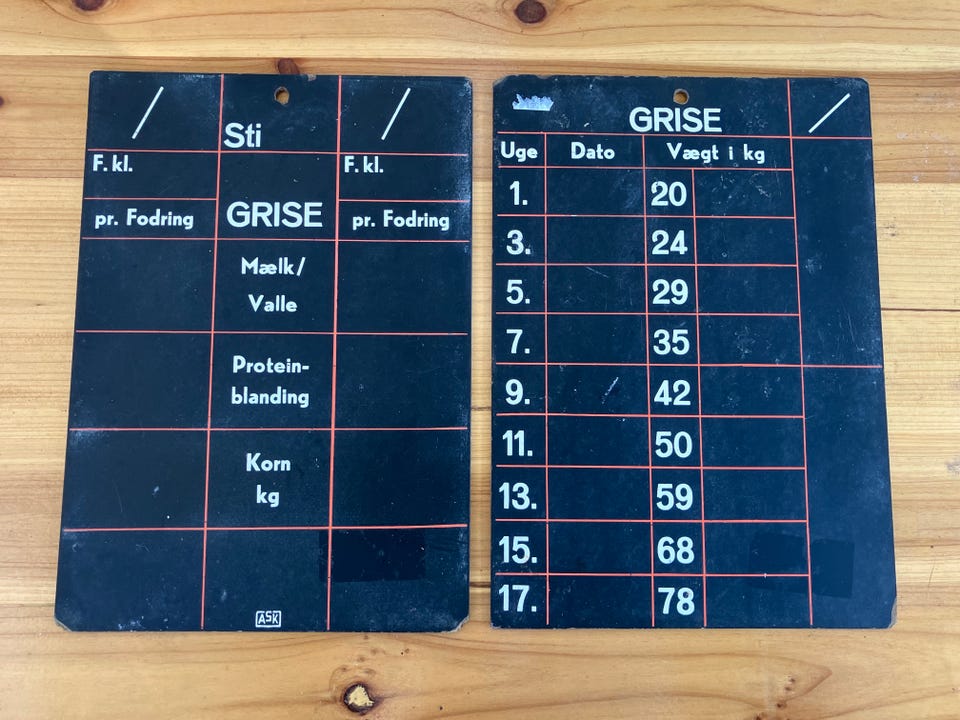 / Sti /
F. kl. F. kl.
pr. Fodring GRISE pr. Fodring
Mælk/
Valle
Protein-
blanding
Korn
kg
ASK
GRISE /
Uge Dato Vægt i kg
1. 20
3. 24
5. 29
7. 35
9. 42
11. 50
13. 59
15. 68
17. 78